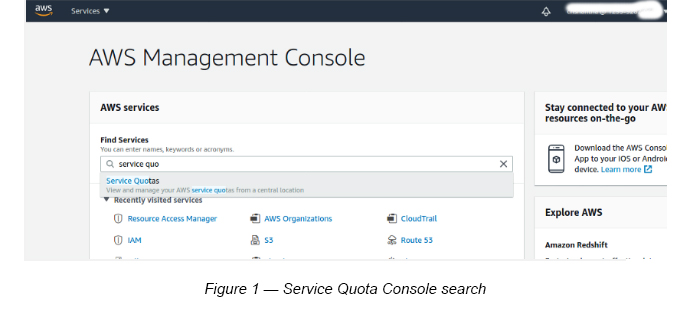 aws
Services
AWS Management Console
AWS services
Find Services
You can enter names, keywords or acronyms.
service quo
Service Quotas
View and manage your AWS service quotas from a central location
Recently visited services
Resource Access Manager
AWS Organizations
CloudTrail
IAM
S3
Route 53
Stay connected to your AW
resources on-the-go
Download the AWS Conso
App to your iOS or Androi
device. Learn more
Explore AWS
Amazon Redshift
Figure 1 — Service Quota Console search